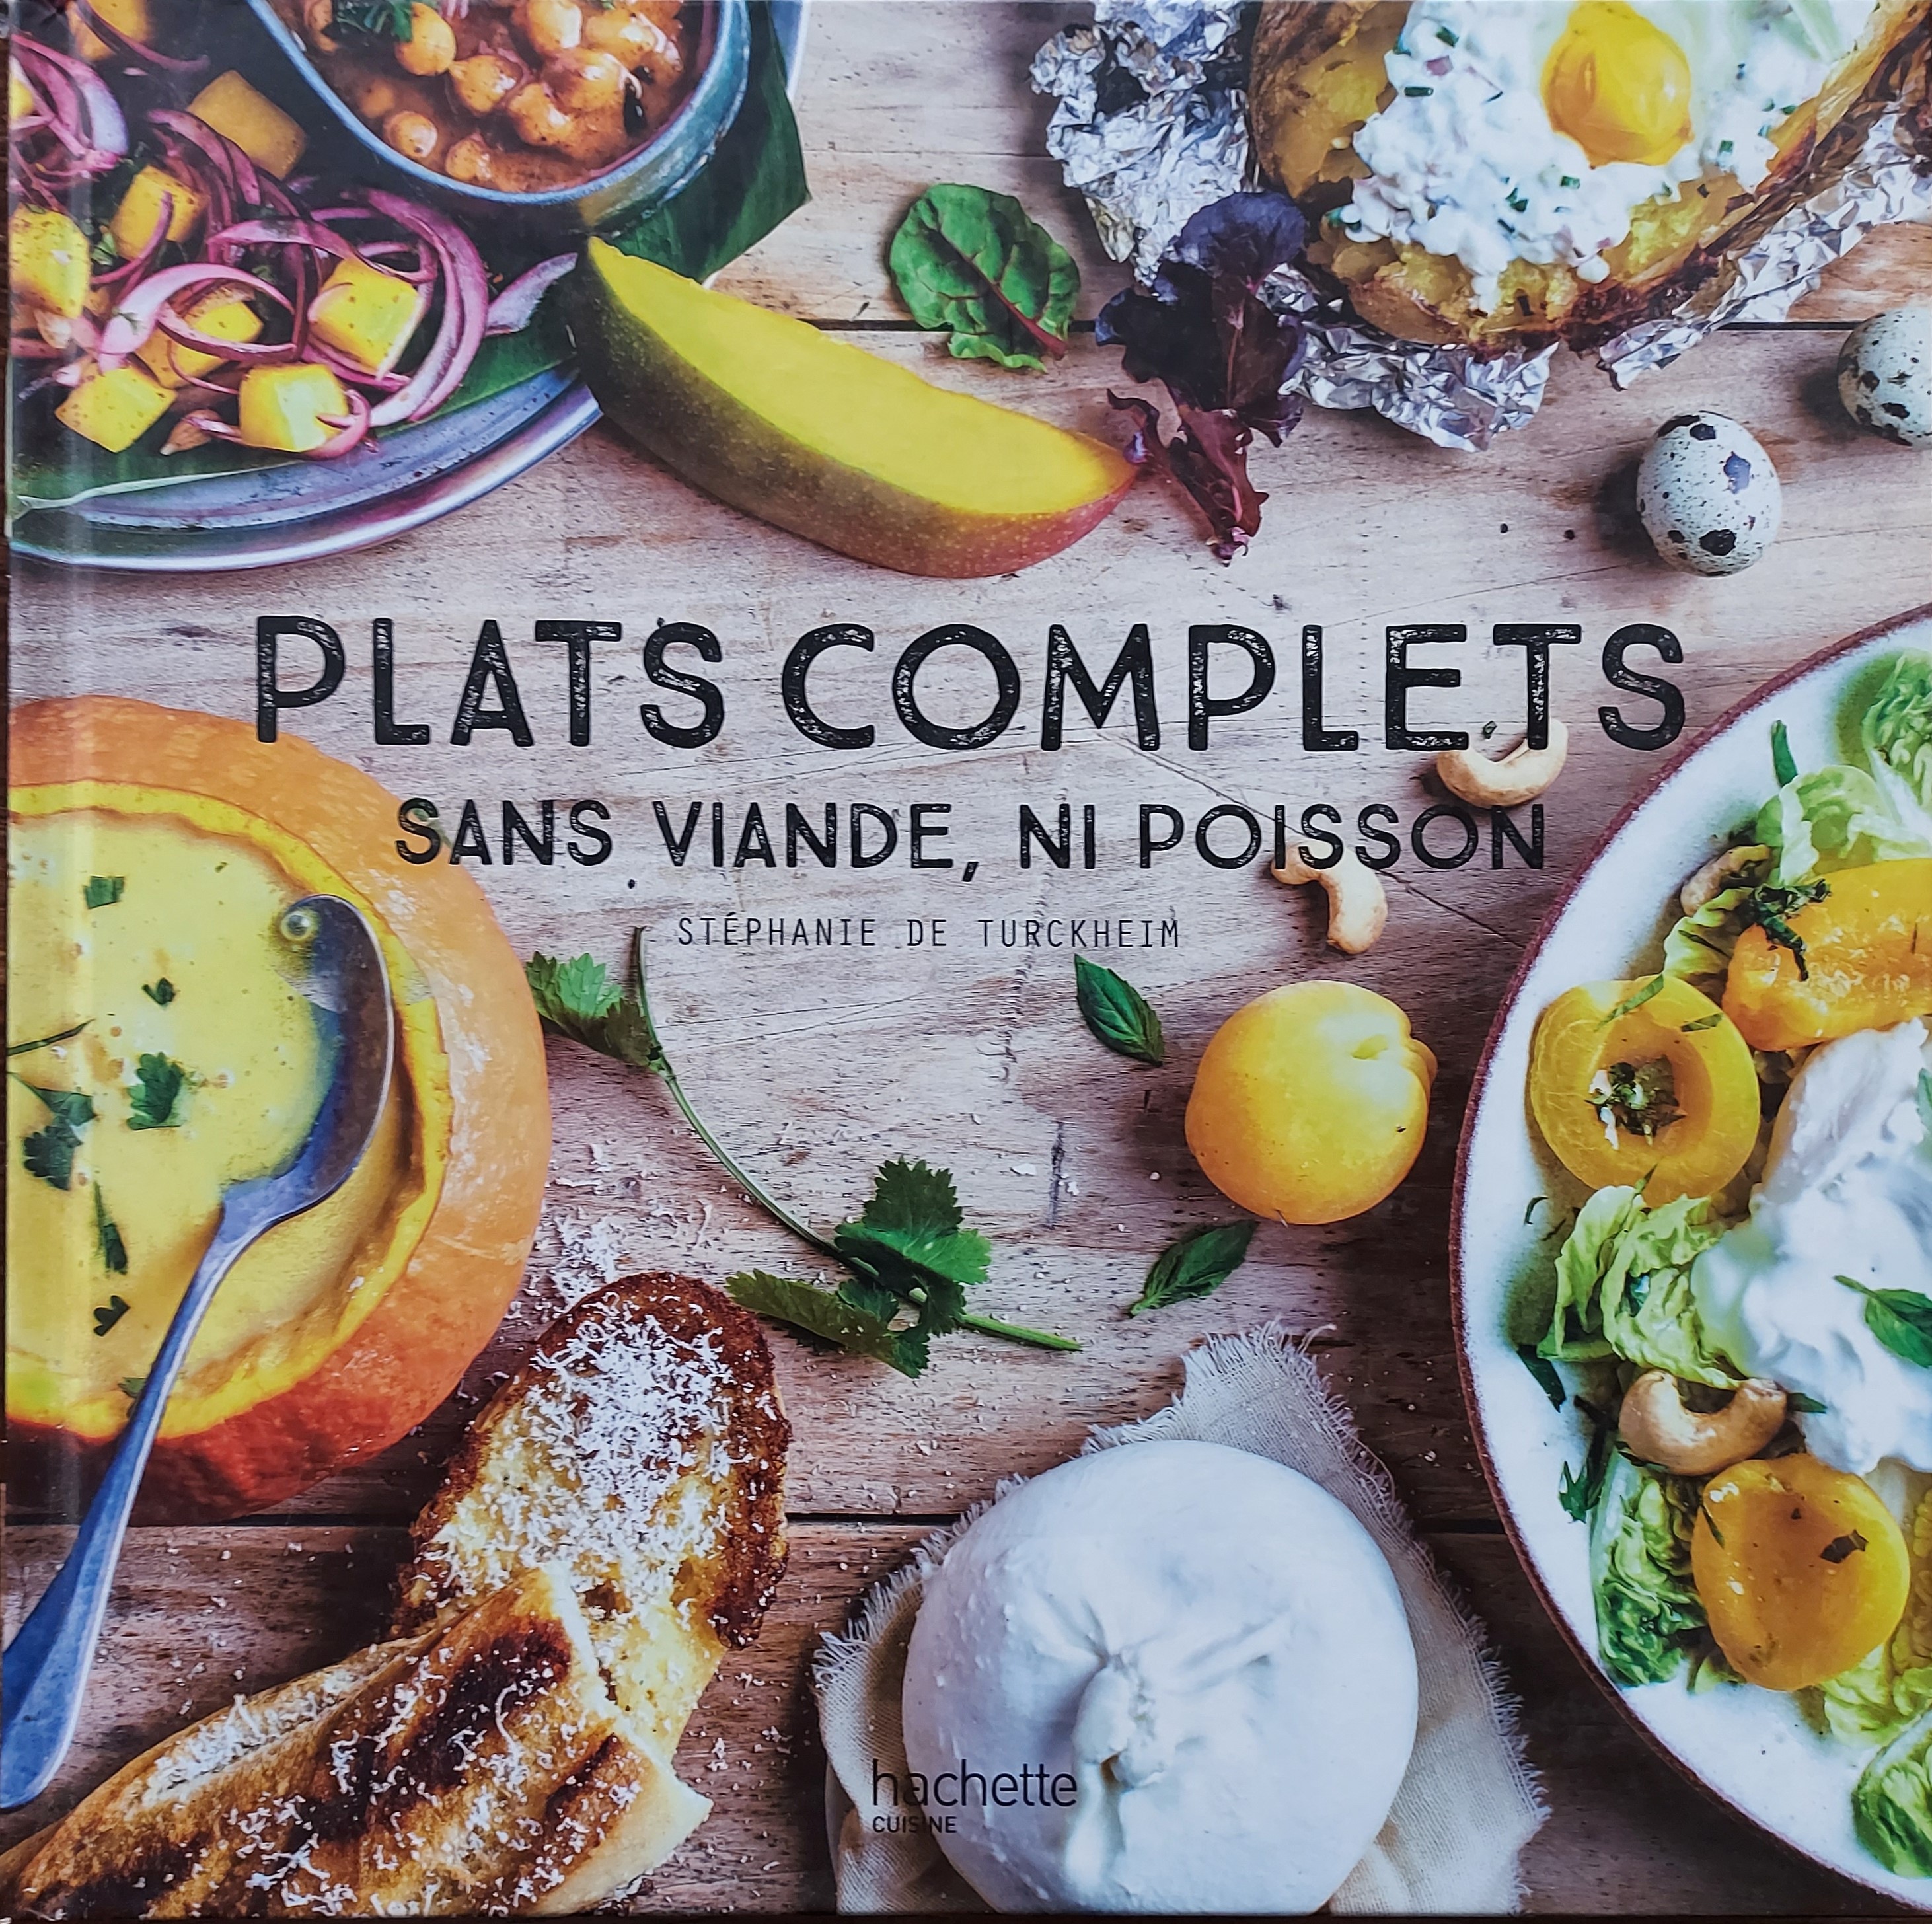 PLATS COMPLETS
SANS VIANDE, NI POISSON
STÉPHANIE DE TURCKHEIM
hachette
CUISINE